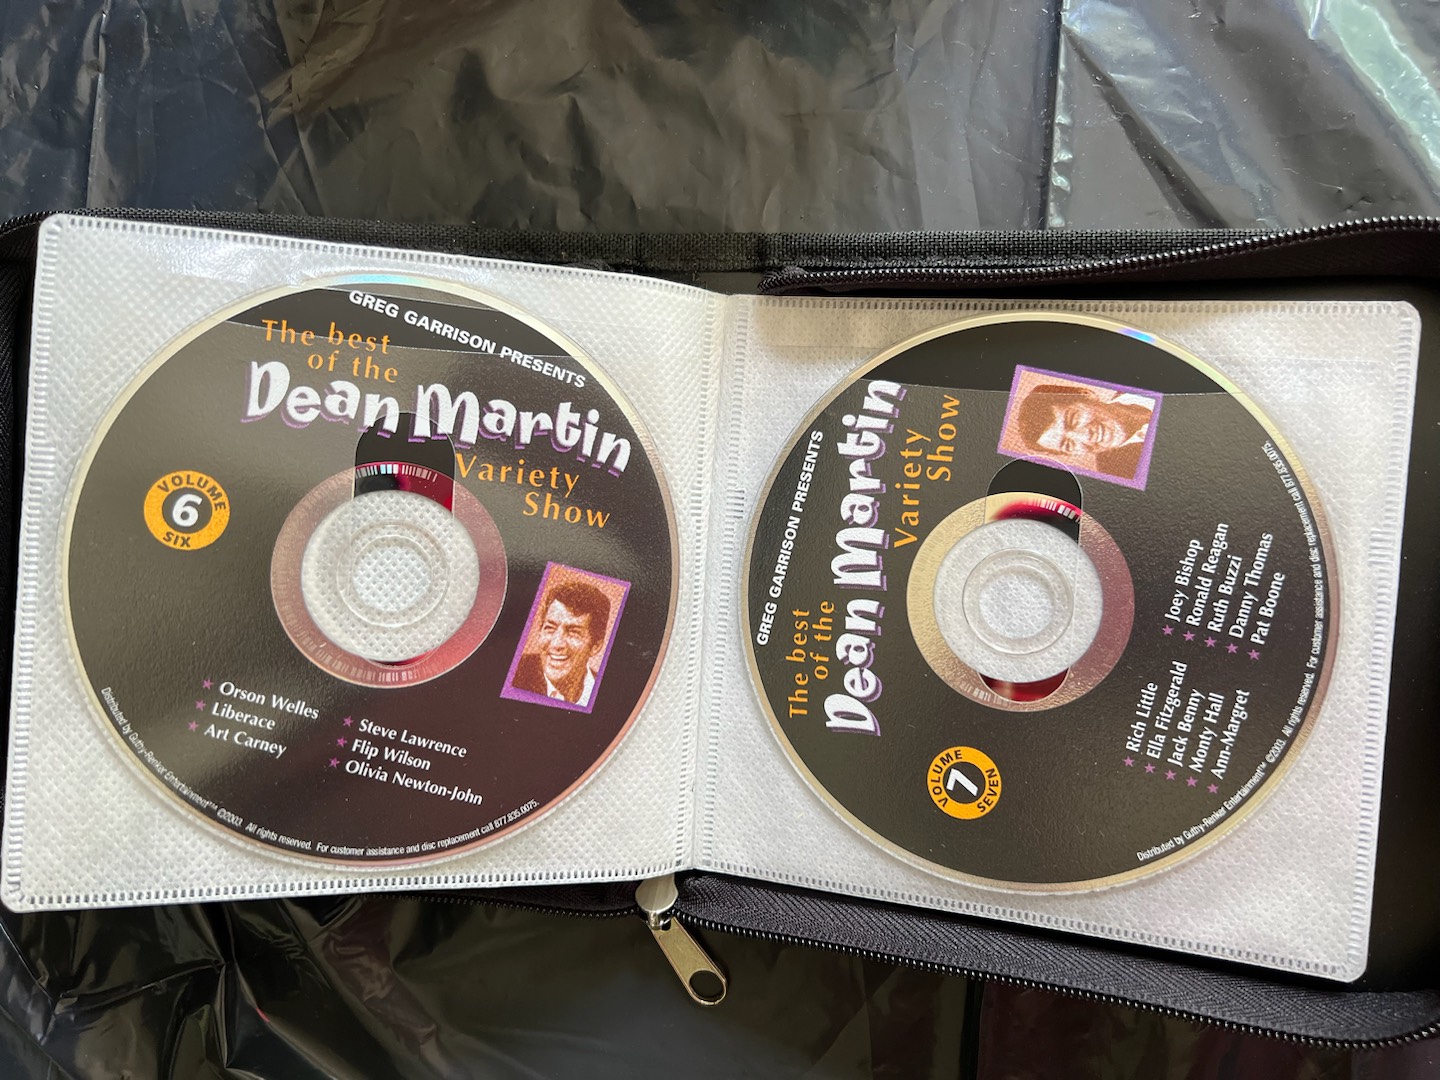 GREG GARRISON PRESENTS
The best
of the
Dean Martin
Variety
Show
VOLUME
6
SIX
Orson Welles
Liberace
Art Carney
Steve Lawrence
Flip Wilson
Olivia Newton-John
Distributed by Guthy-Renker Entertainment™ ©2003. All rights reserved. For customer assistance and disc replacement call 877.835.0075.
GREG GARRISON PRESENTS
The best
of the
Dean Martin
Variety
Show
VOLUME
7
SEVEN
Rich Little
Ella Fitzgerald
Jack Benny
Monty Hall
Ann-Margret
Joey Bishop
Ronald Reagan
Ruth Buzzi
Danny Thomas
Pat Boone
Distributed by Guthy-Renker Entertainment™ ©2003. All rights reserved. For customer assistance and disc replacement call 877.835.0075.